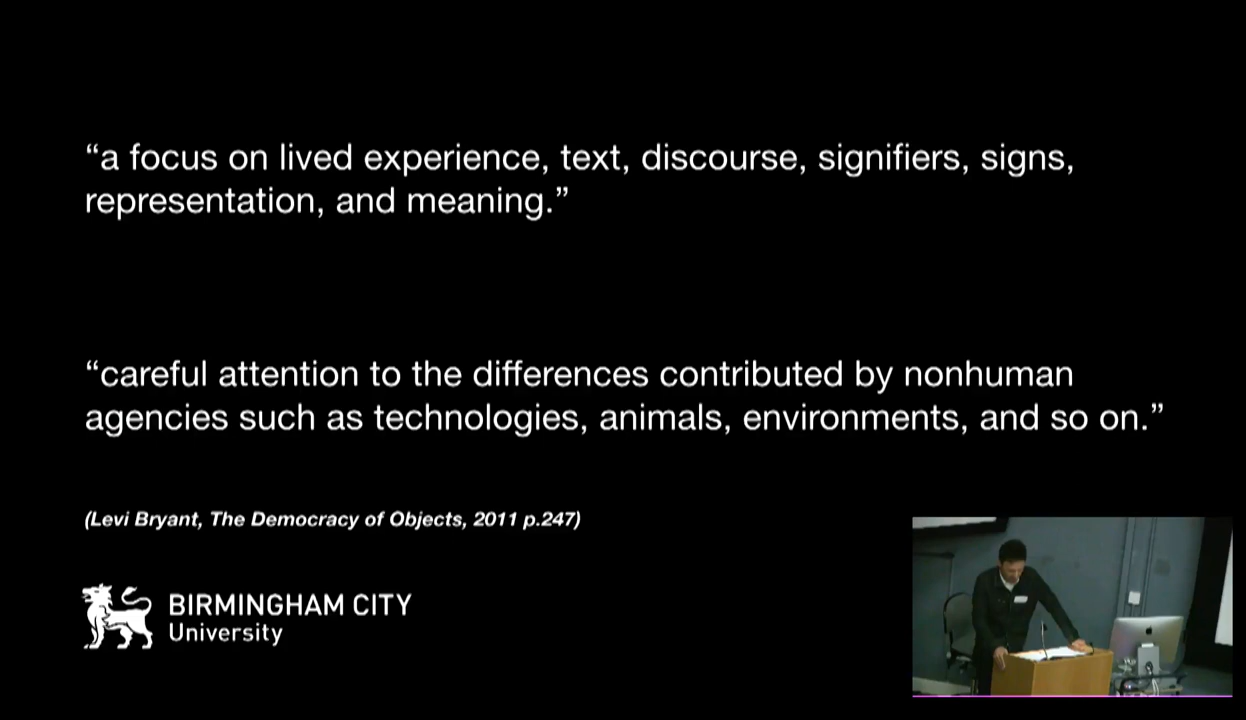 “a focus on lived experience, text, discourse, signifiers, signs,
representation, and meaning.”
“careful attention to the differences contributed by nonhuman
agencies such as technologies, animals, environments, and so on.”
(Levi Bryant, The Democracy of Objects, 2011 p.247)
BIRMINGHAM CITY
University